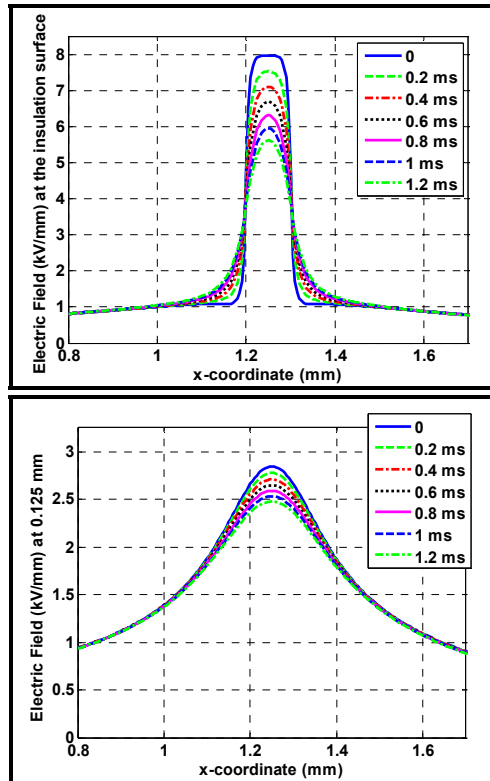 Electric Field (kV/mm) at the insulation surface
8
7
6
5
4
3
2
1
0
0.8
1
1.2
1.4
1.6
x-coordinate (mm)
0
0.2 ms
0.4 ms
0.6 ms
0.8 ms
1 ms
1.2 ms
Electric Field (kV/mm) at 0.125 mm
3
2.5
2
1.5
1
0.5
0
0.8
1
1.2
1.4
1.6
x-coordinate (mm)
0
0.2 ms
0.4 ms
0.6 ms
0.8 ms
1 ms
1.2 ms